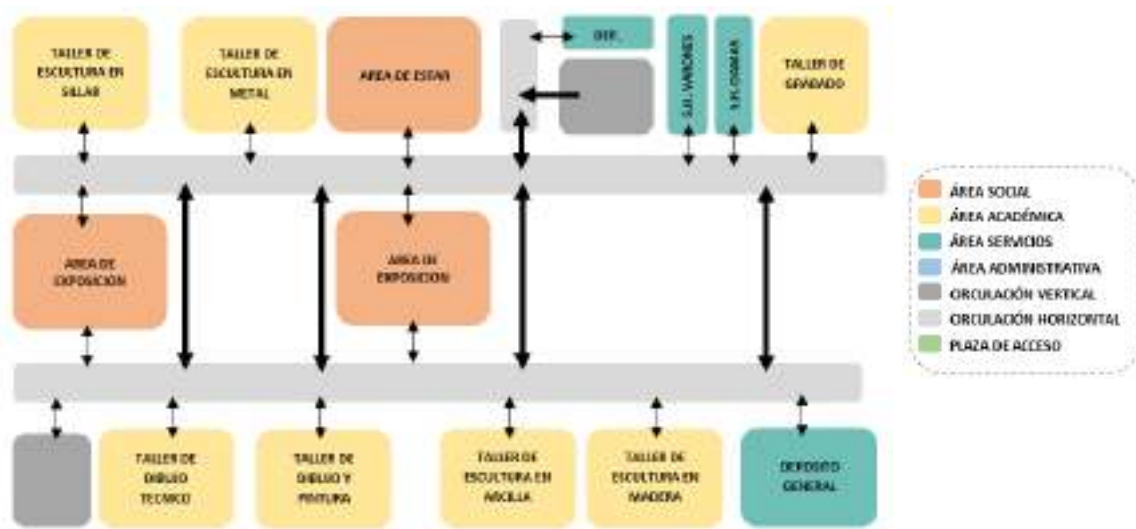 TALLER DE
ESCULTURA EN
SILLAR
TALLER DE
ESCULTURA EN
METAL
AREA DE ESTAR
DEP.
S.H. VARONES
S.H. DAMAS
TALLER DE
GRABADO
AREA DE
EXPOSICION
AREA DE
EXPOSICION
TALLER DE
DIBUJO
TECNICO
TALLER DE
DIBUJO Y
PINTURA
TALLER DE
ESCULTURA EN
ARCILLA
TALLER DE
ESCULTURA EN
MADERA
DEPOSITO
GENERAL
ÁREA SOCIAL
ÁREA ACADÉMICA
ÁREA SERVICIOS
ÁREA ADMINISTRATIVA
CIRCULACIÓN VERTICAL
CIRCULACIÓN HORIZONTAL
PLAZA DE ACCESO